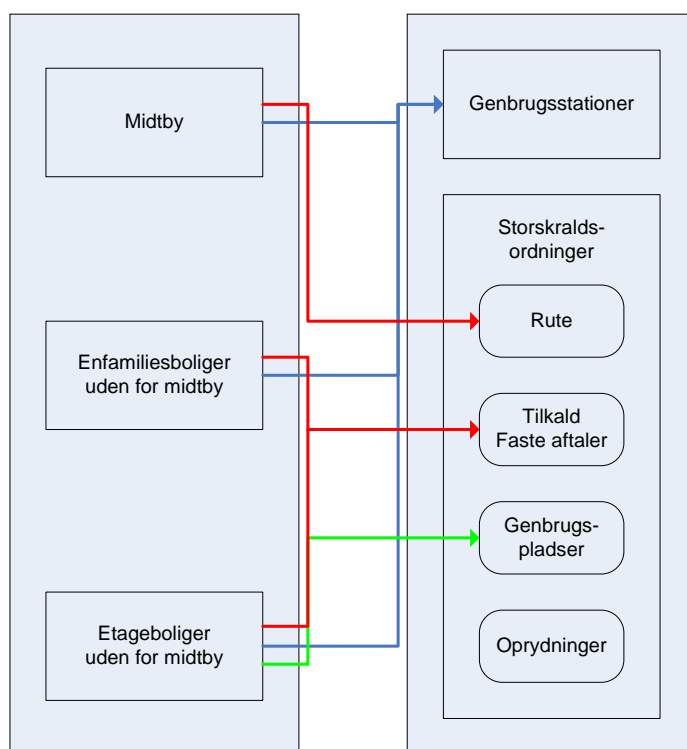 Midtby
Enfamiliesboliger
uden for midtby
Etageboliger
uden for midtby
Genbrugsstationer
Storskralds-
ordninger
Rute
Tilkald
Faste aftaler
Genbrugs-
pladser
Oprydninger